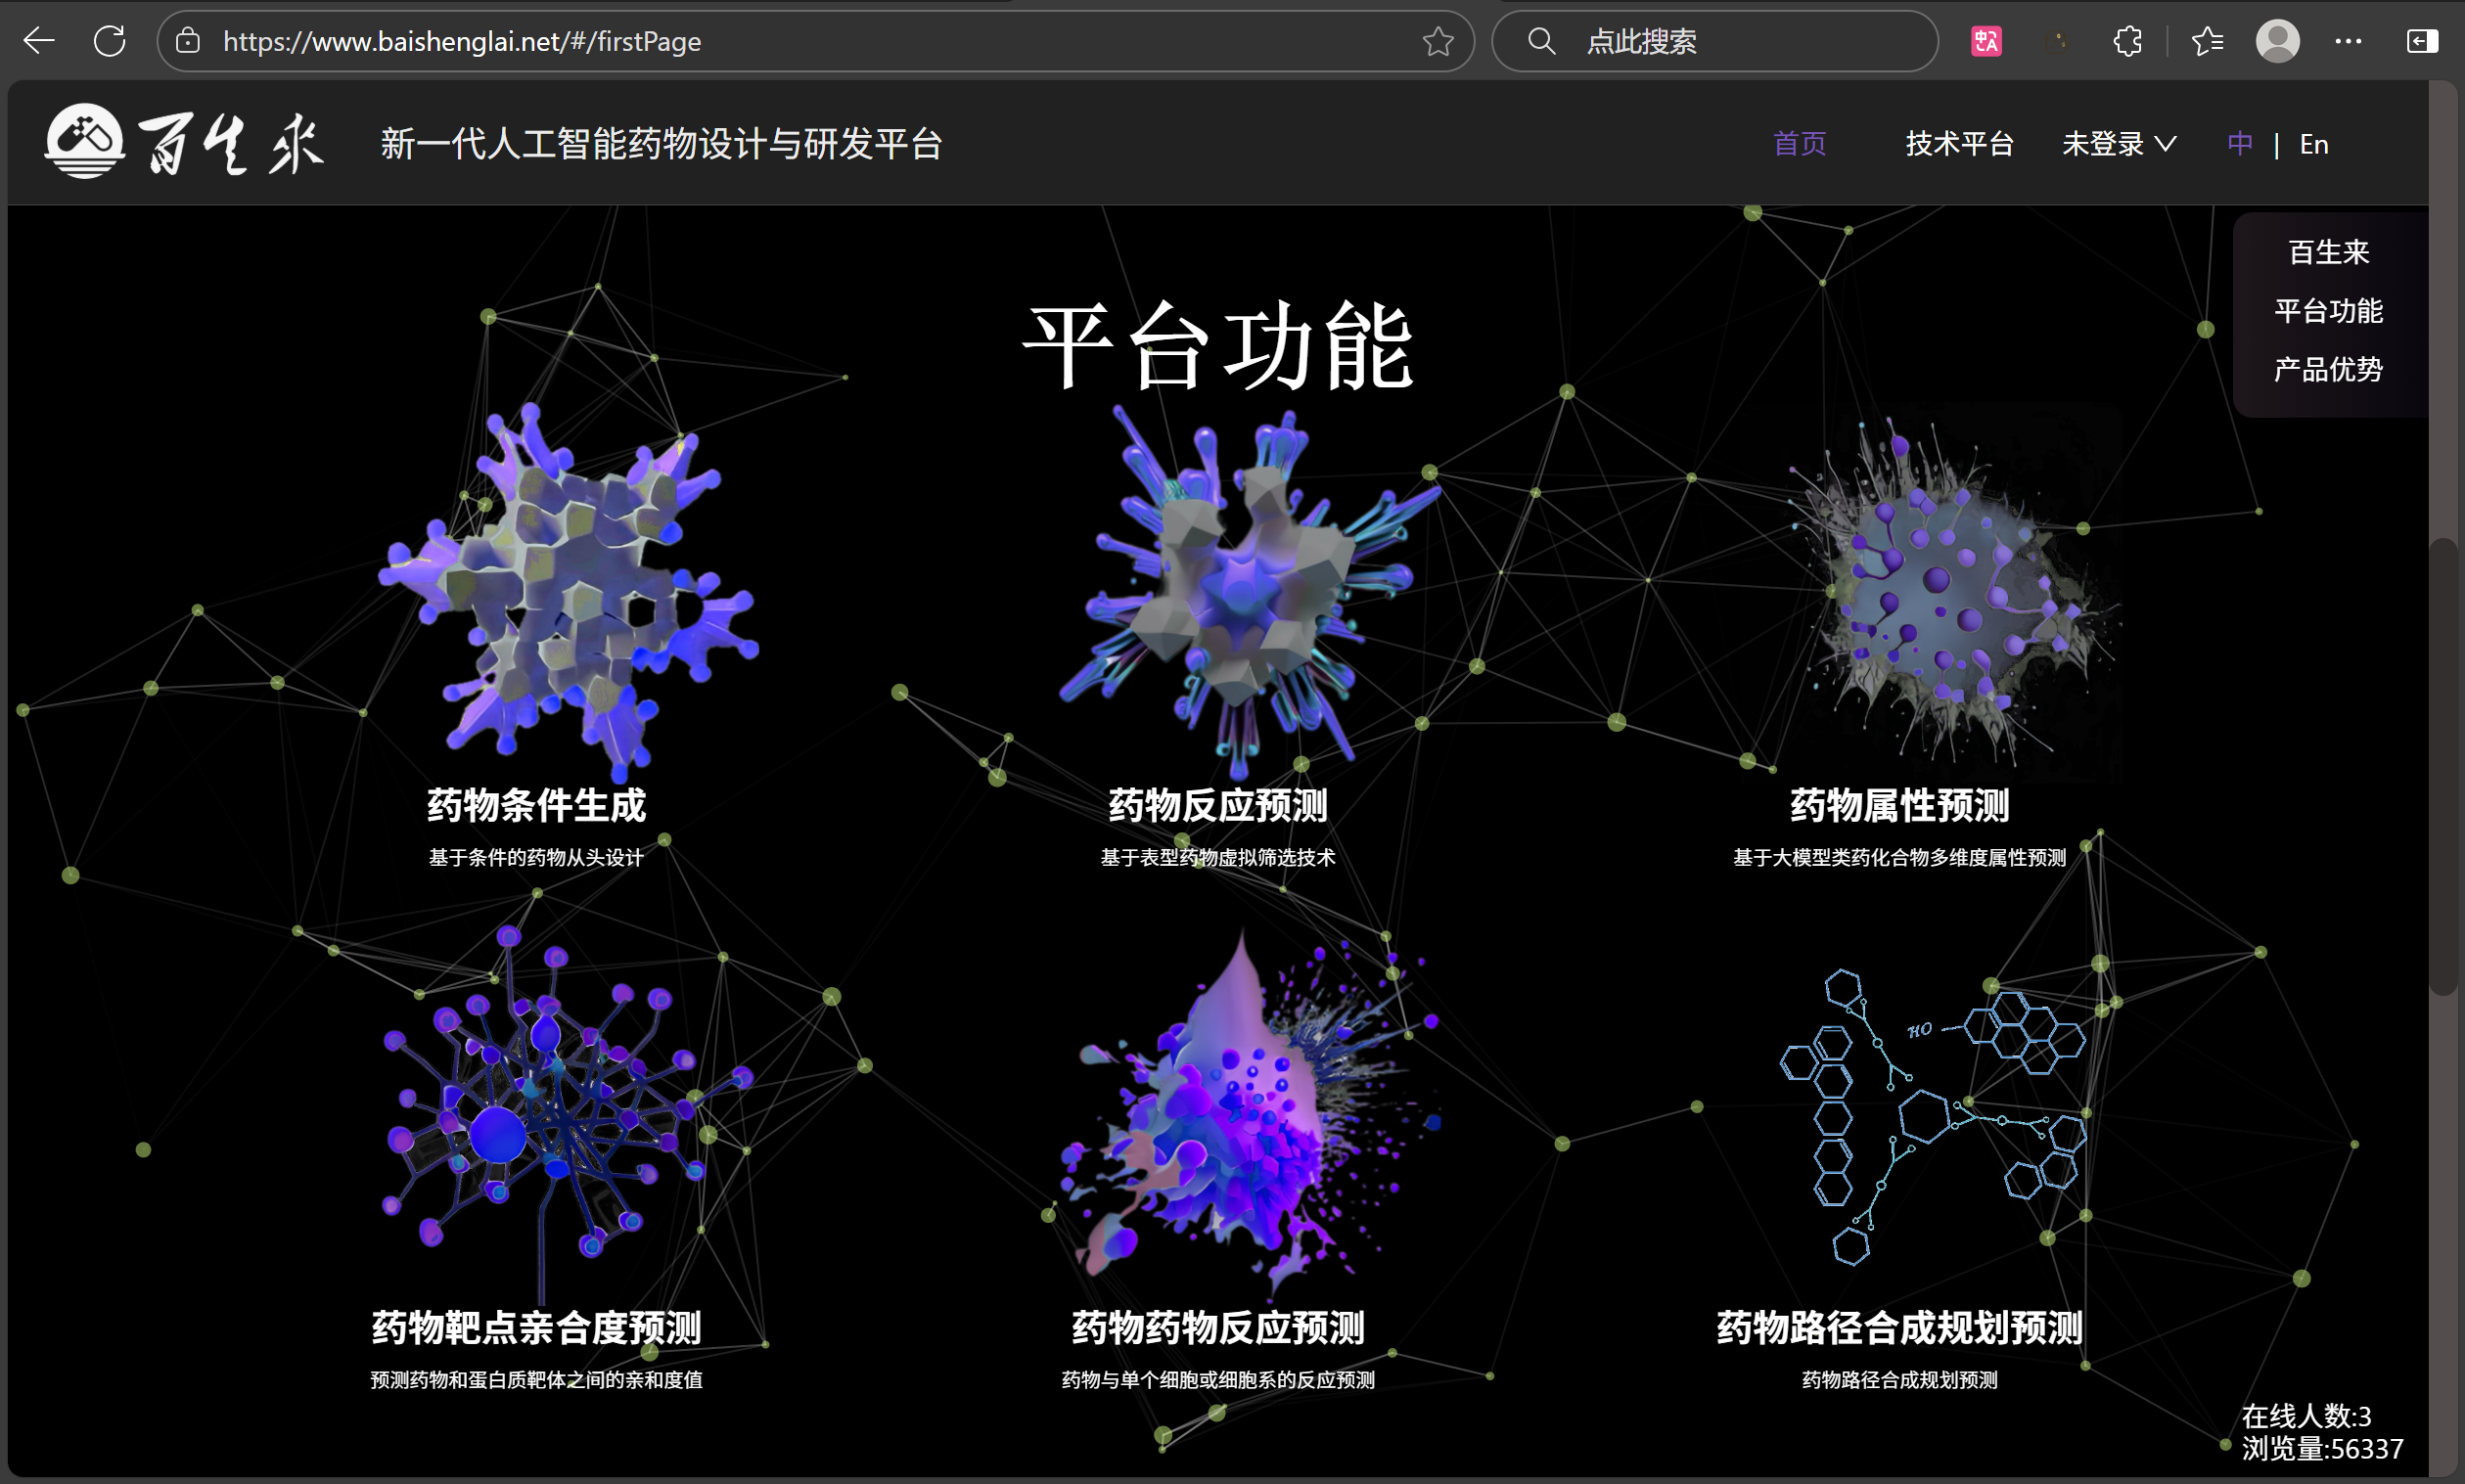 https://www.baishenglai.net/#/firstPage
点此搜索
百生来
新一代人工智能药物设计与研发平台
首页
技术平台
未登录
中 | En
百生来
平台功能
产品优势
平台功能
药物条件生成
基于条件的药物从头设计
药物反应预测
基于表型药物虚拟筛选技术
药物属性预测
基于大模型类药化合物多维度属性预测
HO
药物靶点亲合度预测
预测药物和蛋白质靶体之间的亲和度值
药物药物反应预测
药物与单个细胞或细胞系的反应预测
药物路径合成规划预测
药物路径合成规划预测
在线人数:3
浏览量:56337